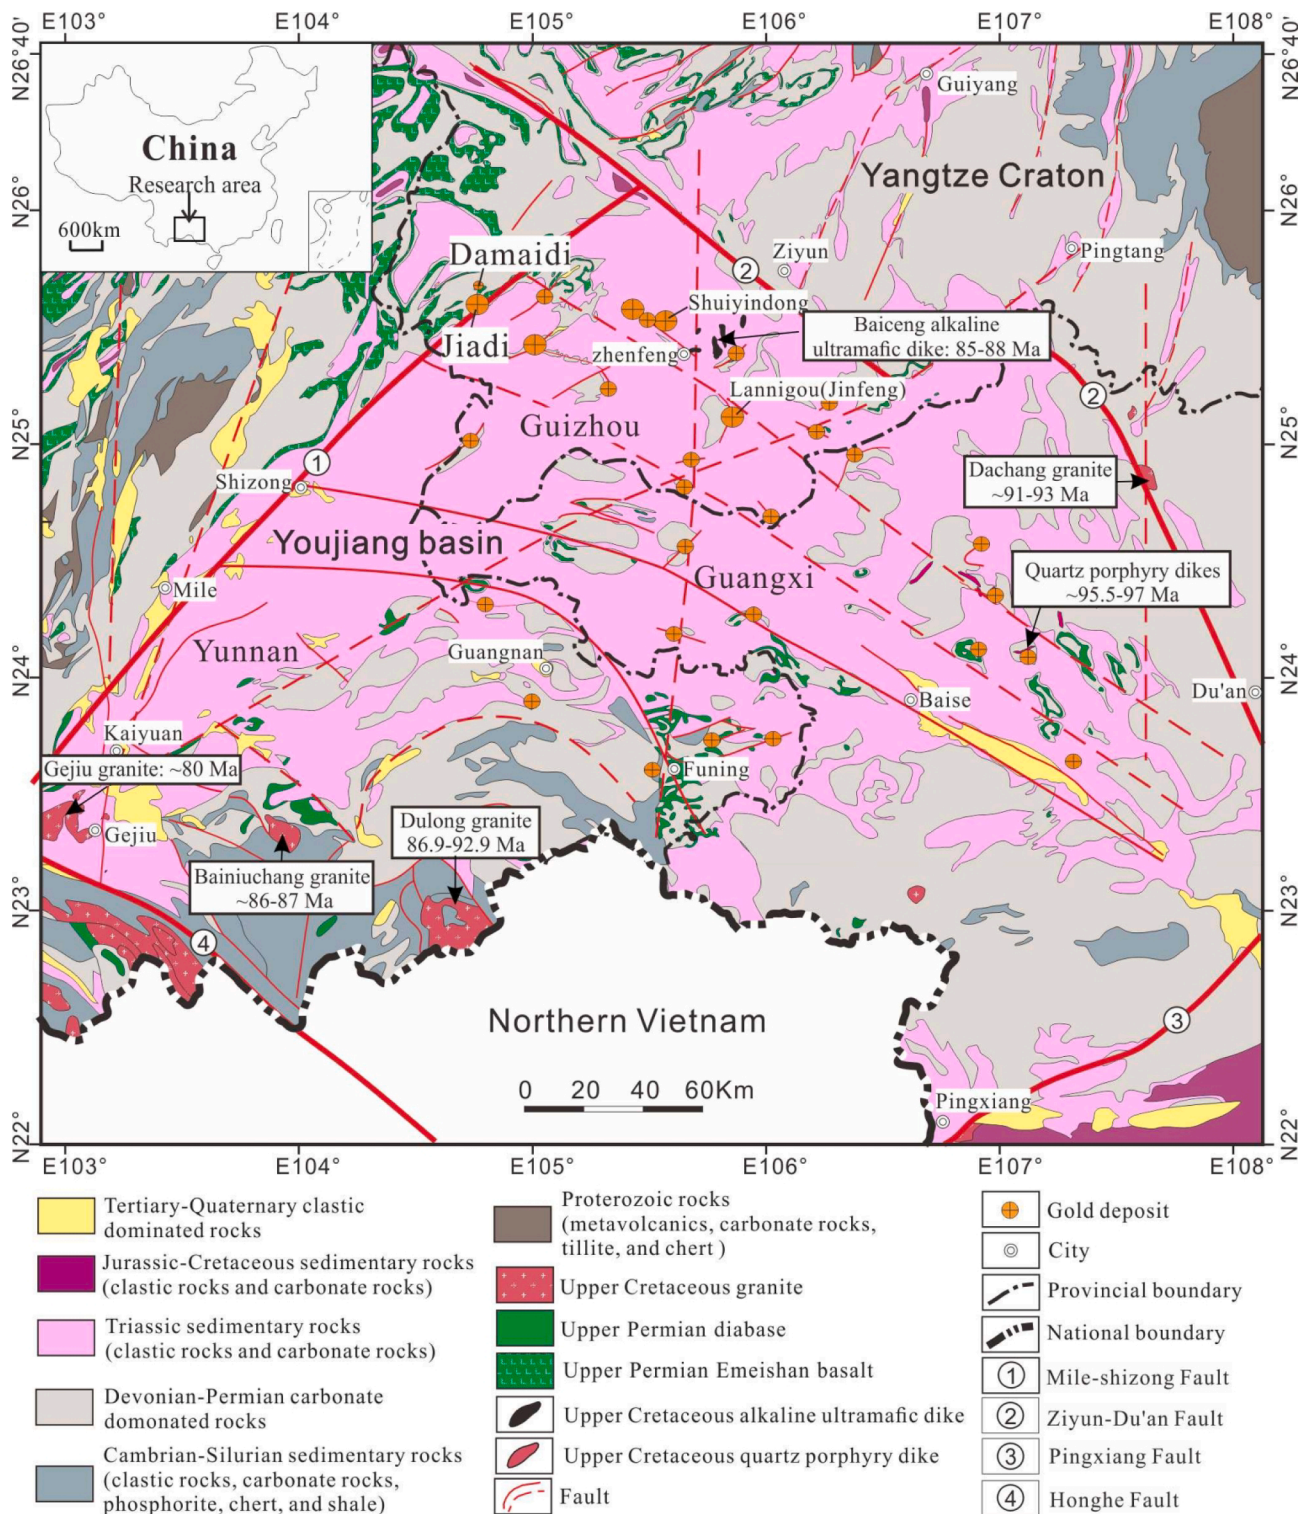 E103° E104° E105° E106° E107° E108°
N26°40'
N26°40'
China
Research area
600km
Guiyang
Yangtze Craton
N26°
N26°
Damaidi
Ziyun
Pingtang
2
Shuiyindong
Jiadi
zhenfeng
Baiceng alkaline
ultramafic dike: 85-88 Ma
Lannigou(Jinfeng)
2
Guizhou
N25°
N25°
1
Shizong
Dachang granite
~91-93 Ma
Youjiang basin
Guangxi
Mile
Quartz porphyry dikes
~95.5-97 Ma
Yunnan
Guangnan
N24°
N24°
Baise
Du'an
Kaiyuan
Gejiu granite: ~80 Ma
Funing
Gejiu
Dulong granite
86.9-92.9 Ma
Bainiuchang granite
~86-87 Ma
N23°
N23°
4
Northern Vietnam
3
0 20 40 60Km
Pingxiang
N22°
N22°
E103° E104° E105° E106° E107° E108°
Tertiary-Quaternary clastic
dominated rocks
Jurassic-Cretaceous sedimentary rocks
(clastic rocks and carbonate rocks)
Triassic sedimentary rocks
(clastic rocks and carbonate rocks)
Devonian-Permian carbonate
domonated rocks
Cambrian-Silurian sedimentary rocks
(clastic rocks, carbonate rocks,
phosphorite, chert, and shale)
Proterozoic rocks
(metavolcanics, carbonate rocks,
tillite, and chert )
Upper Cretaceous granite
Upper Permian diabase
Upper Permian Emeishan basalt
Upper Cretaceous alkaline ultramafic dike
Upper Cretaceous quartz porphyry dike
Fault
Gold deposit
City
Provincial boundary
National boundary
1 Mile-shizong Fault
2 Ziyun-Du'an Fault
3 Pingxiang Fault
4 Honghe Fault